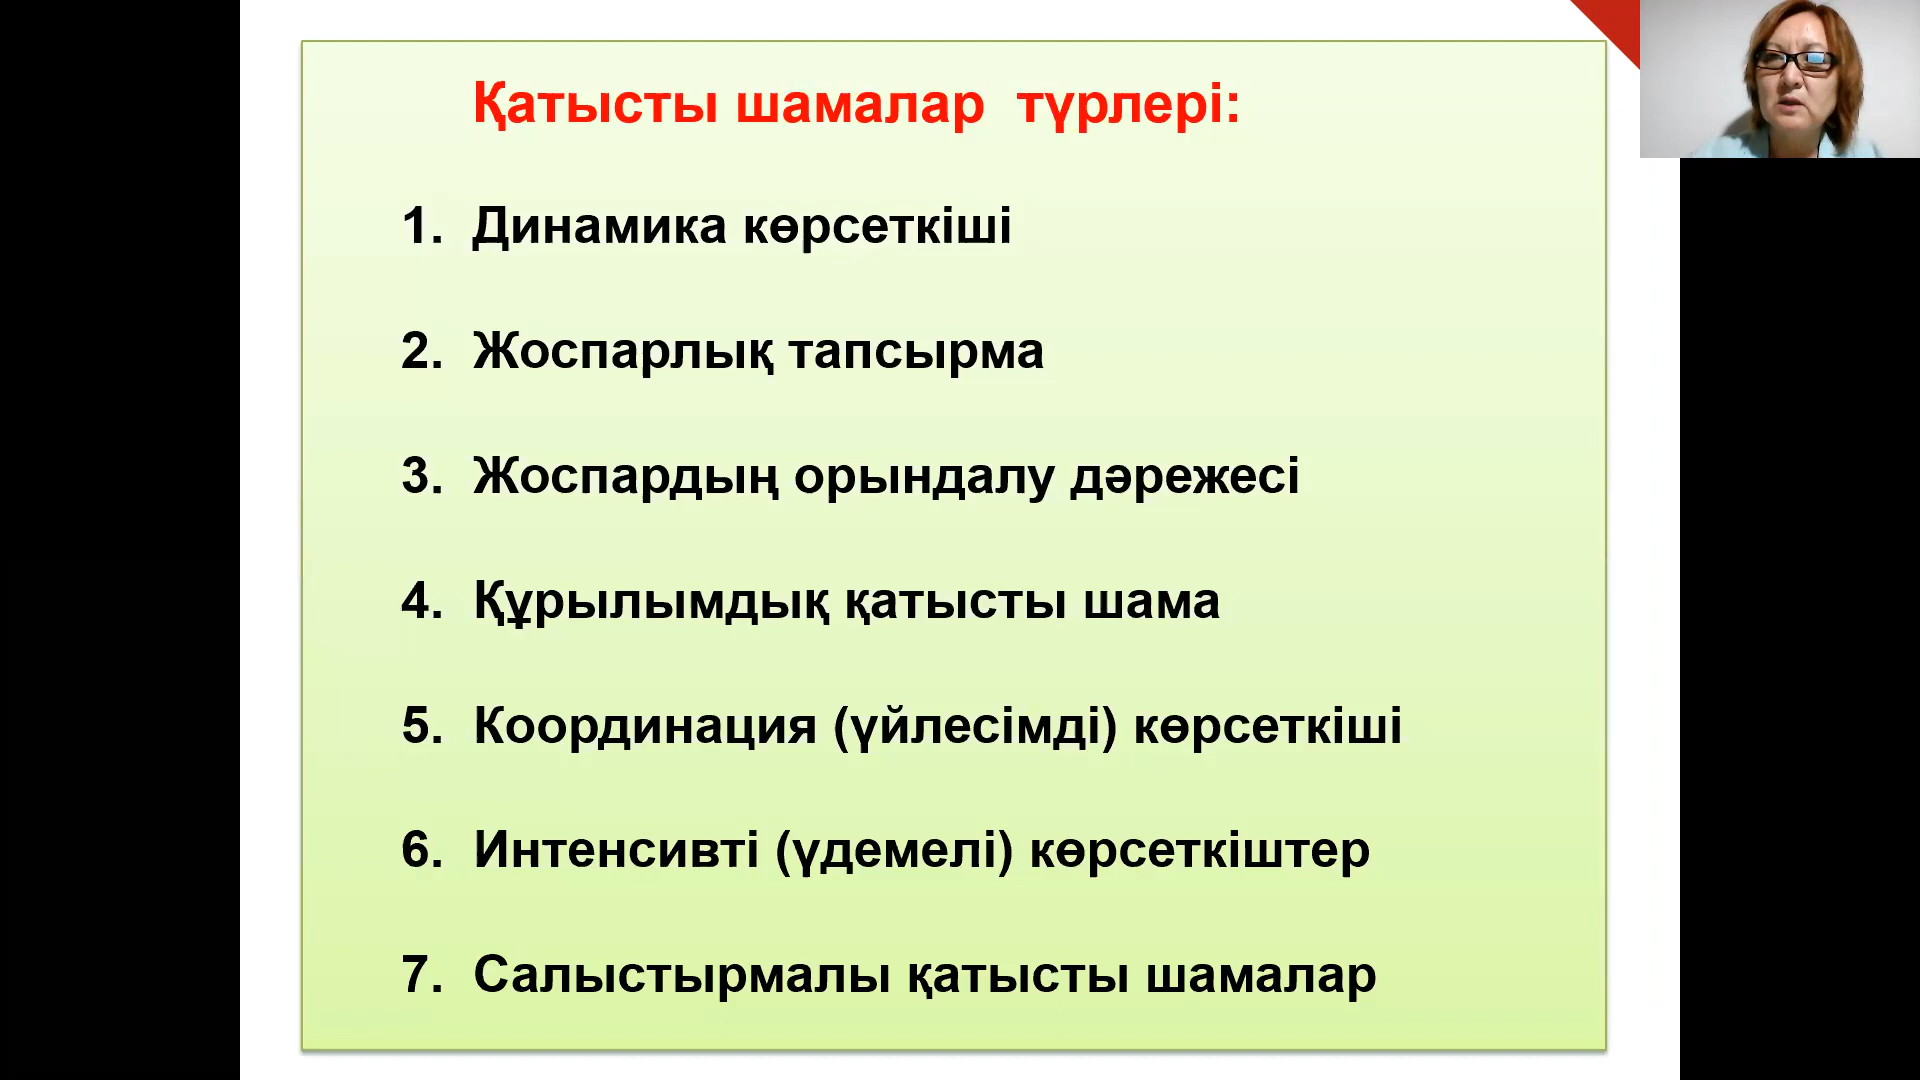 Қатысты шамалар түрлері:
1. Динамика көрсеткіші
2. Жоспарлық тапсырма
3. Жоспардың орындалу дәрежесі
4. Құрылымдық қатысты шама
5. Координация (үйлесімді) көрсеткіші
6. Интенсивті (үдемелі) көрсеткіштер
7. Салыстырмалы қатысты шамалар